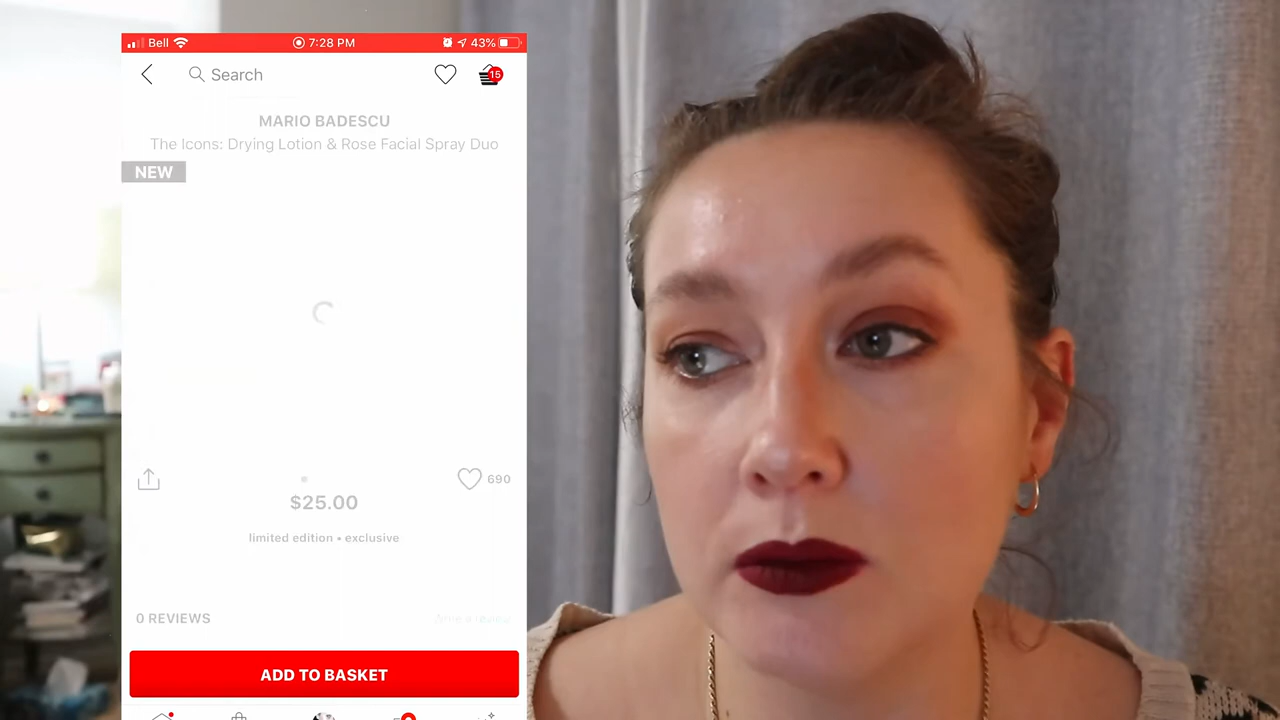 Bell 7:28 PM 43%
Search 15
MARIO BADESCU
The Icons: Drying Lotion & Rose Facial Spray Duo
NEW
690
$25.00
limited edition • exclusive
0 REVIEWS
ADD TO BASKET